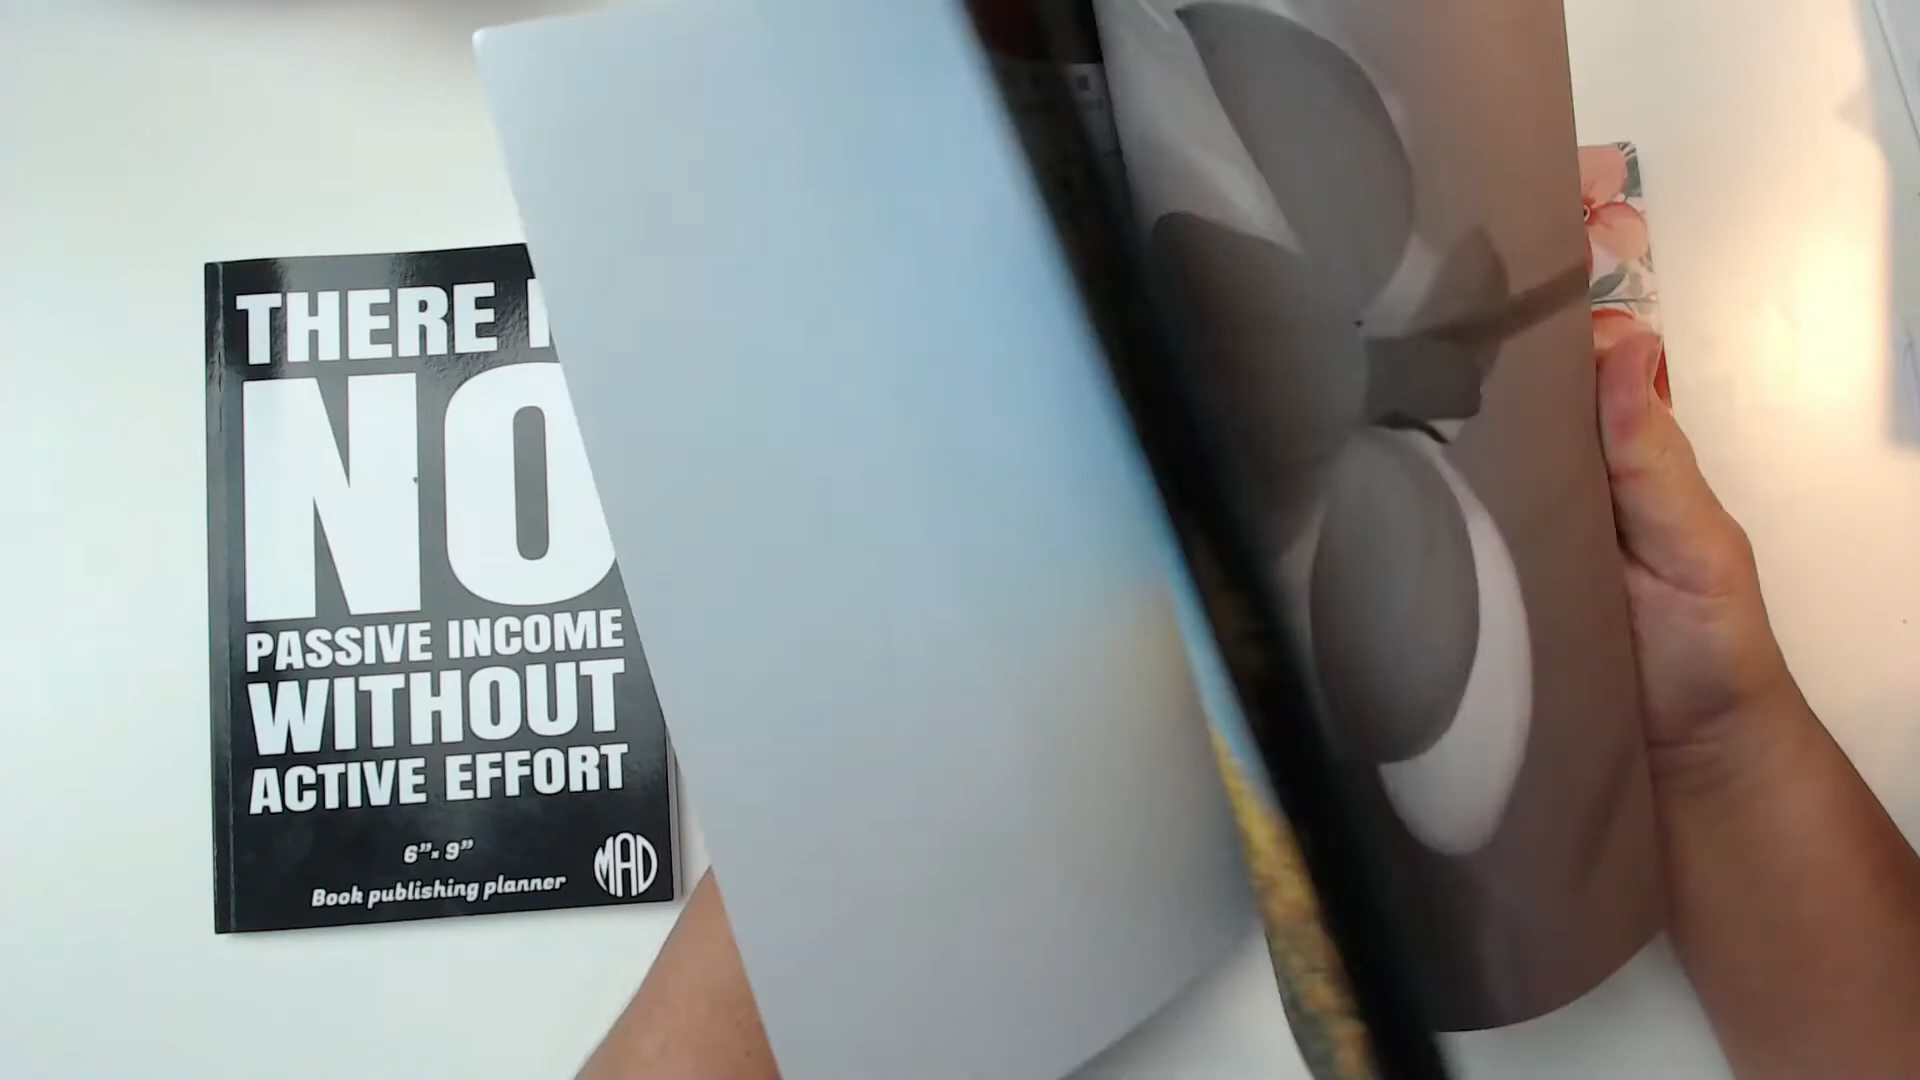 THERE
NO
PASSIVE INCOME
WITHOUT
ACTIVE EFFORT
6”x 9”
Book publishing planner
MAD